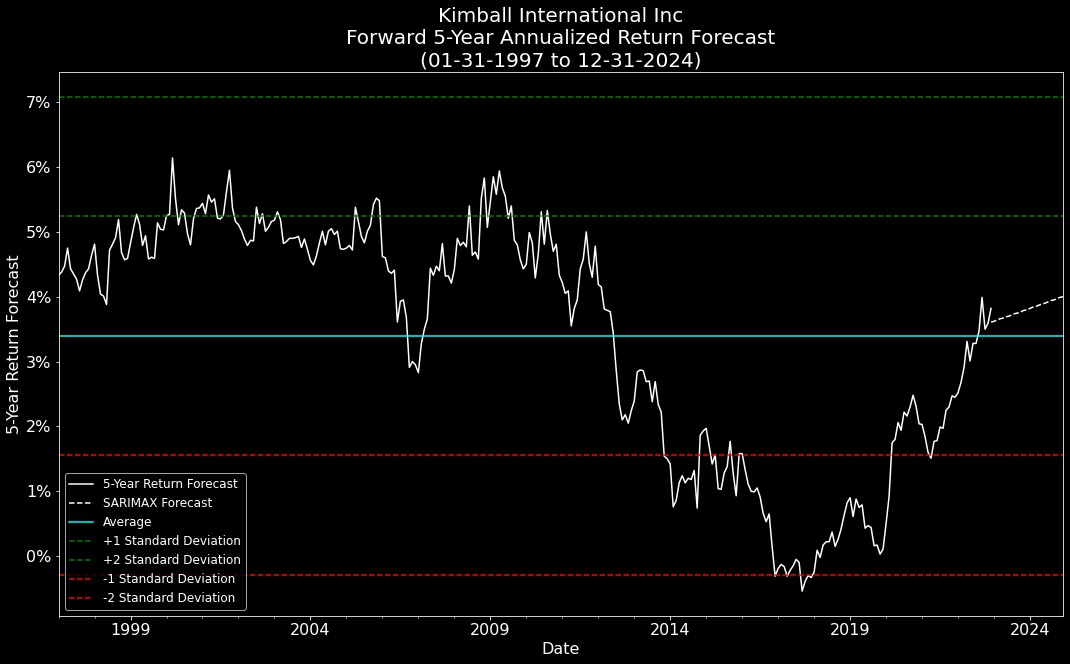 Kimball International Inc
Forward 5-Year Annualized Return Forecast
(01-31-1997 to 12-31-2024)
5-Year Return Forecast
7%
6%
5%
4%
3%
2%
1%
0%
5-Year Return Forecast
SARIMAX Forecast
Average
+1 Standard Deviation
+2 Standard Deviation
-1 Standard Deviation
-2 Standard Deviation
1999 2004 2009 2014 2019 2024
Date